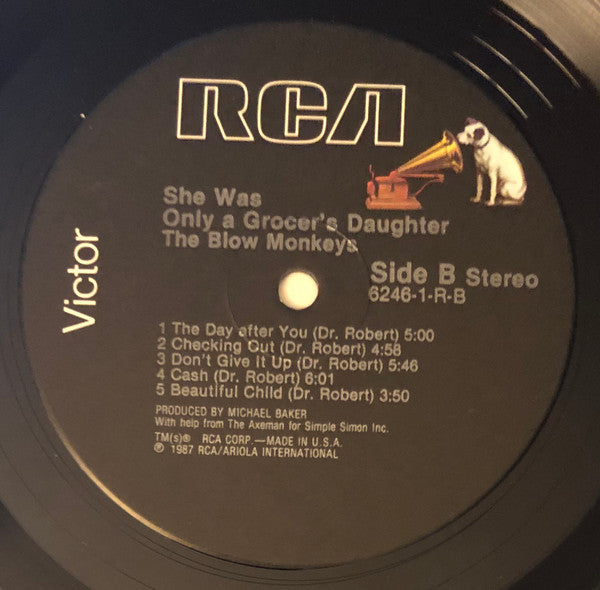 RCA
She Was
Only a Grocer's Daughter
The Blow Monkeys
Side B Stereo
6246-1-R-B
Victor
1 The Day after You (Dr. Robert) 5:00
2 Checking Out (Dr. Robert) 4:58
3 Don't Give It Up (Dr. Robert) 5:46
4 Cash (Dr. Robert) 6:01
5 Beautiful Child (Dr. Robert) 3:50
PRODUCED BY MICHAEL BAKER
With help from The Axeman for Simple Simon Inc.
TM(s)® RCA CORP.—MADE IN U.S.A.
℗ 1987 RCA/ARIOLA INTERNATIONAL